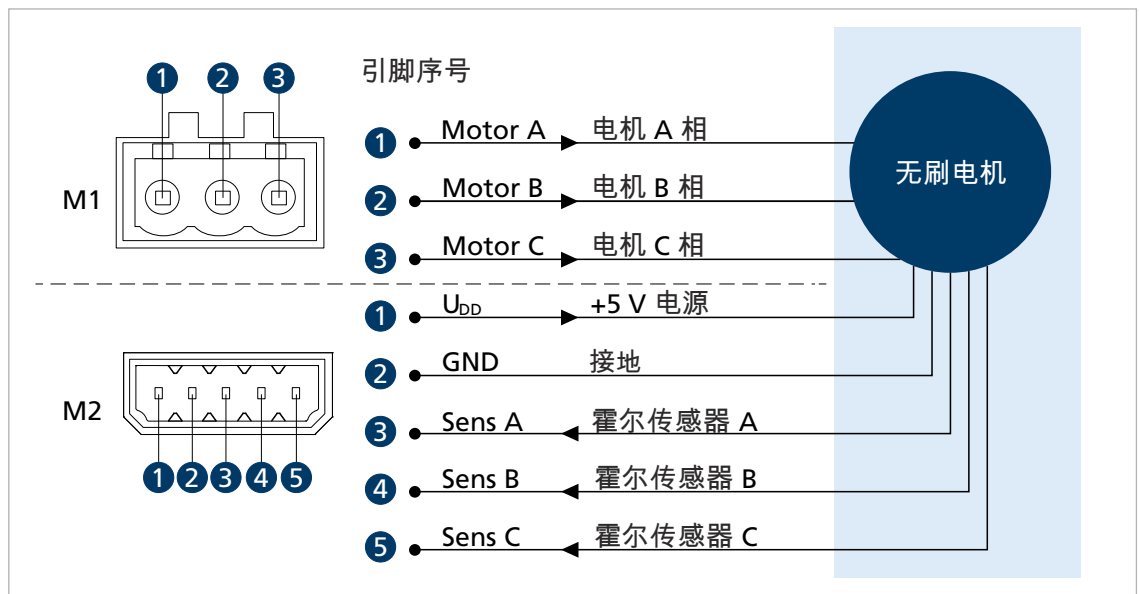 1 2 3
M1
引脚序号
1 Motor A 电机 A 相
2 Motor B 电机 B 相
3 Motor C 电机 C 相
无刷电机
M2
1 2 3 4 5
1 UDD +5 V 电源
2 GND 接地
3 Sens A 霍尔传感器 A
4 Sens B 霍尔传感器 B
5 Sens C 霍尔传感器 C